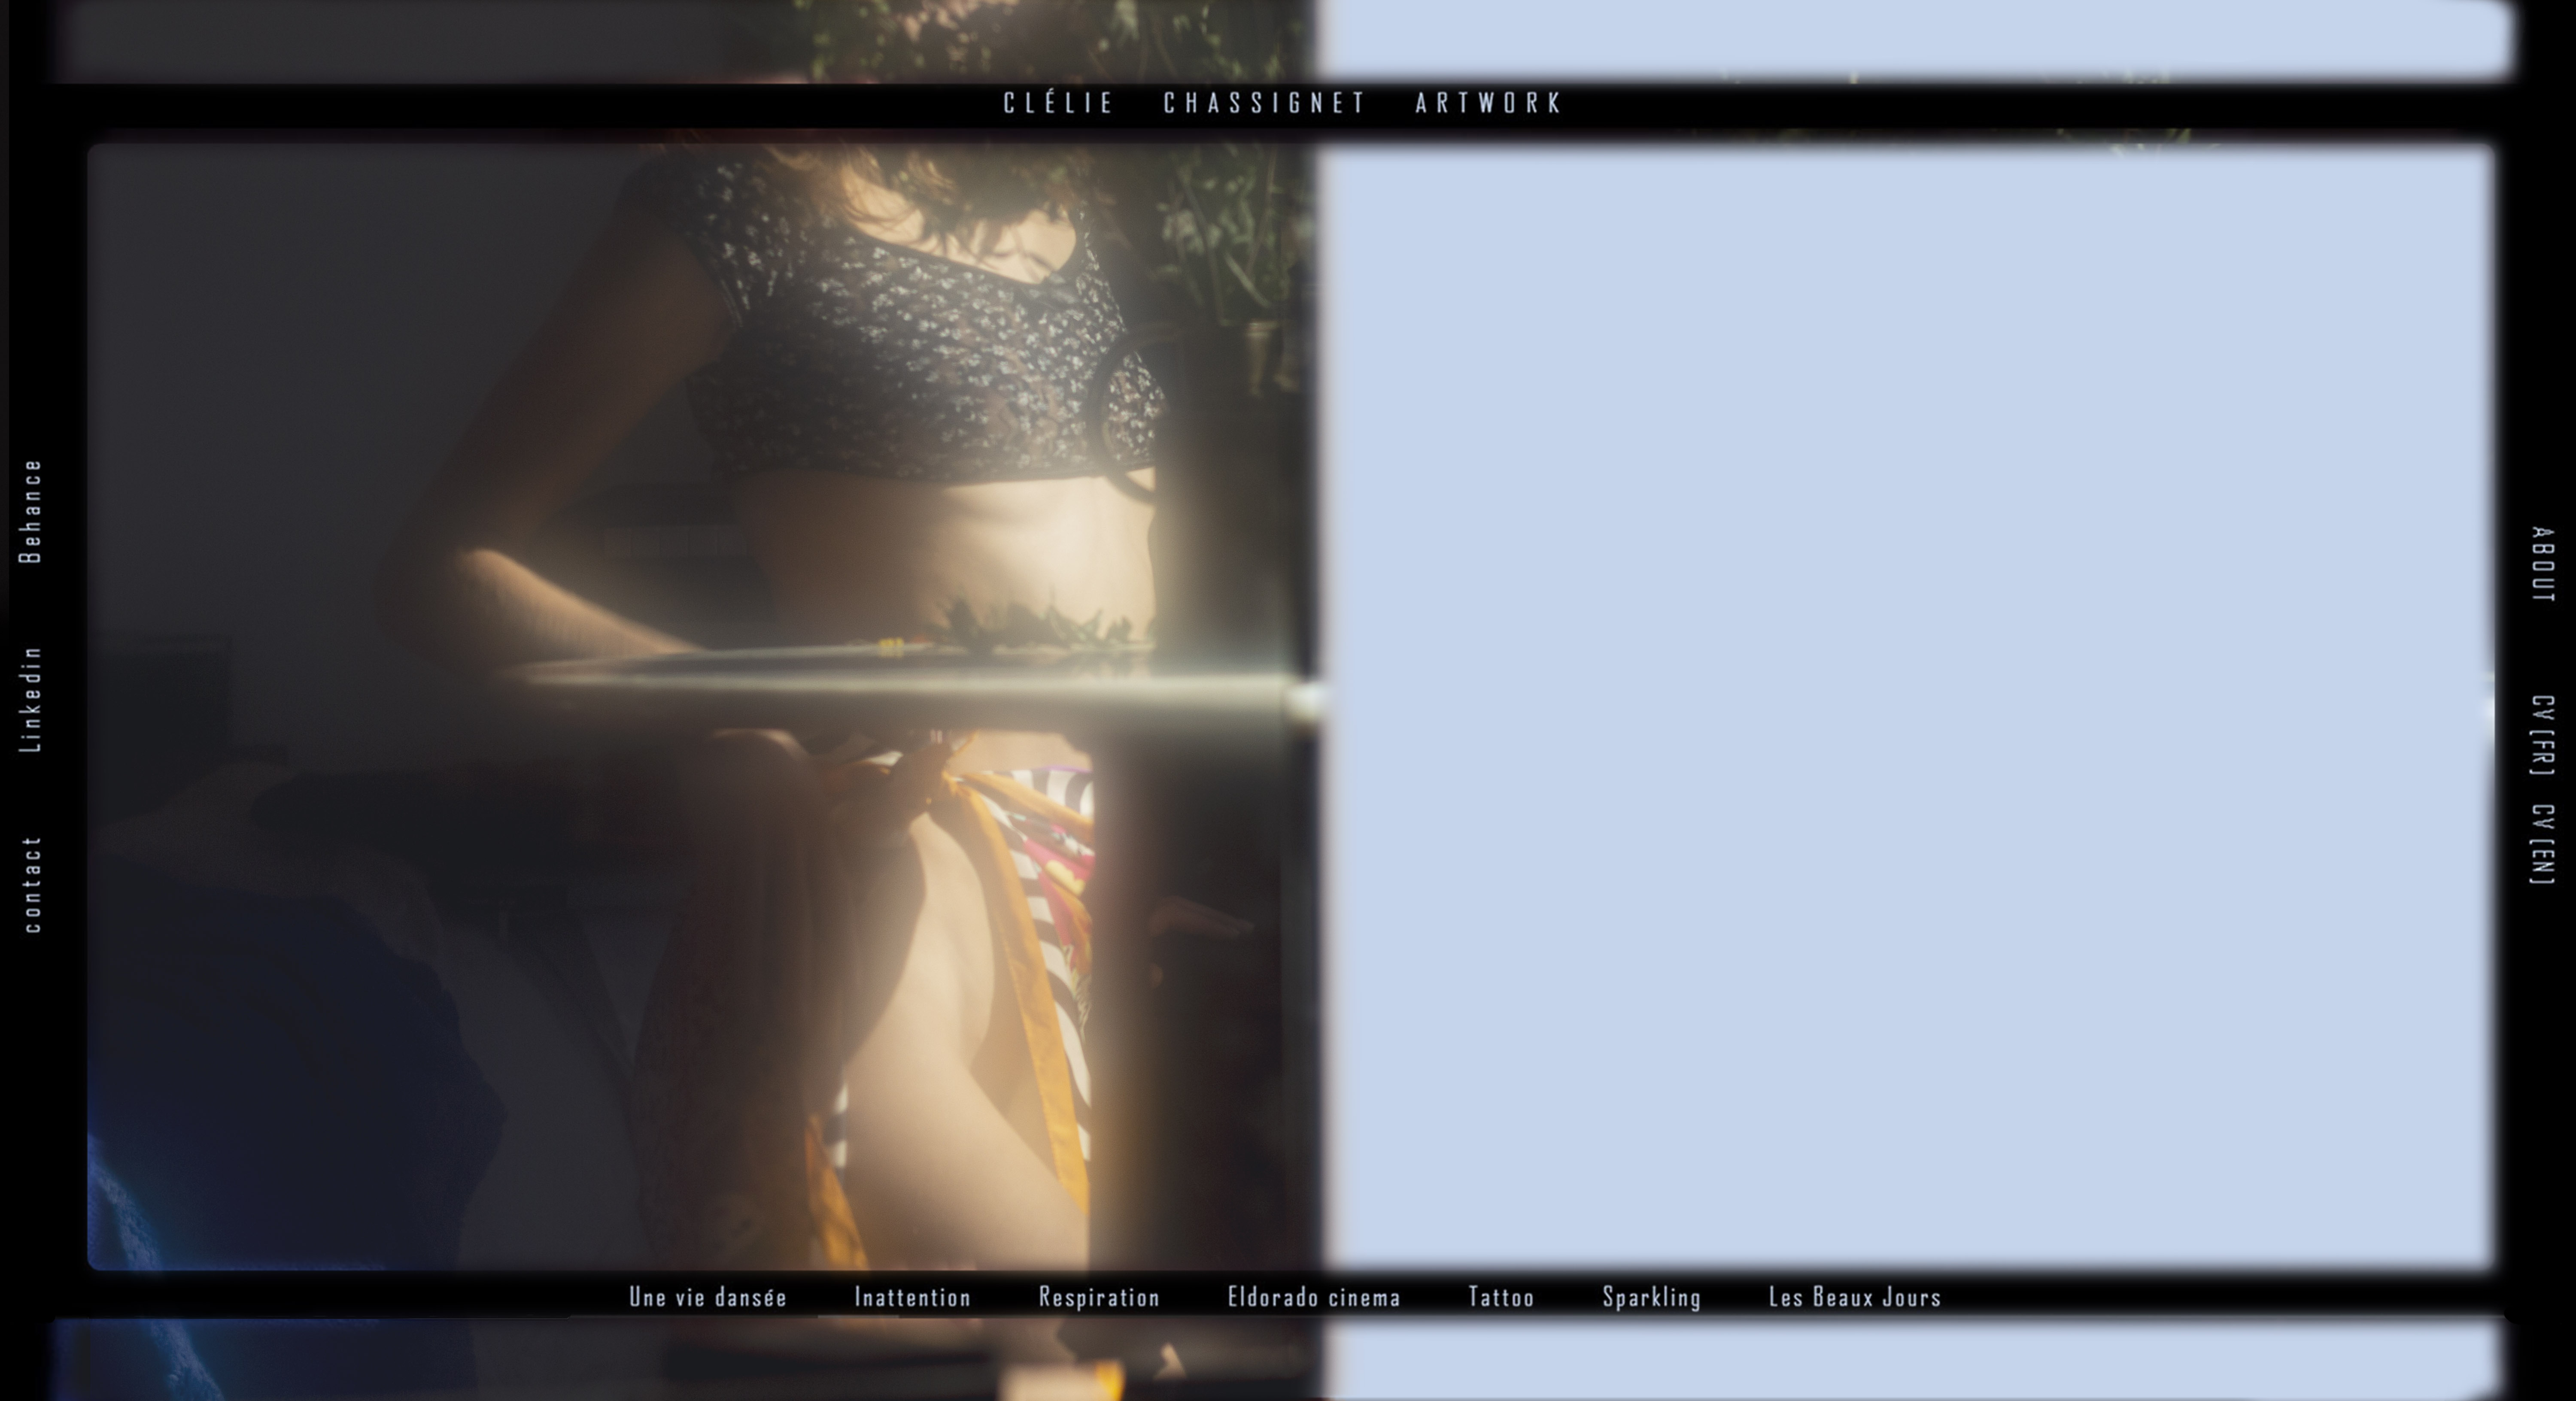 CLÉLIE CHASSIGNET ARTWORK
Behance
Linkedin
contact
ABOUT
CV [FR]
CV [EN]
Une vie dansée
Inattention
Respiration
Eldorado cinema
Tattoo
Sparkling
Les Beaux Jours